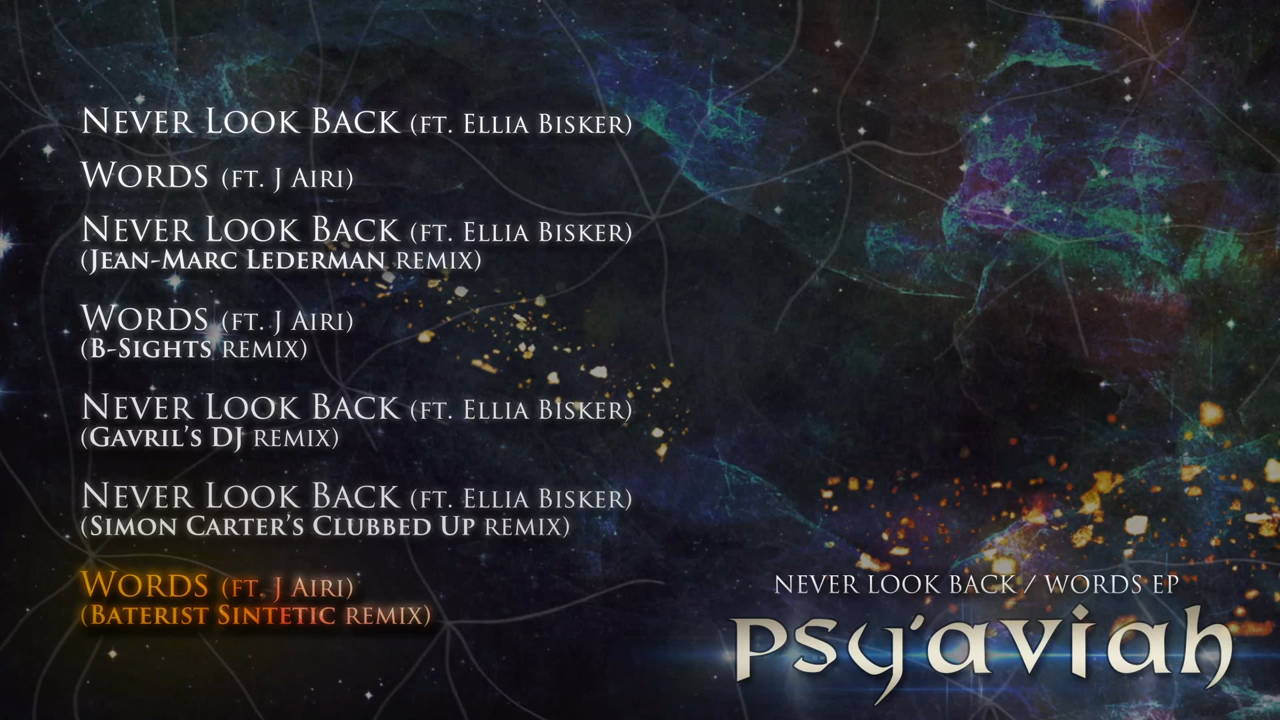 Never Look Back (ft. Ellia Bisker)
Words (ft. J Airi)
Never Look Back (ft. Ellia Bisker)
(Jean-Marc Lederman remix)
Words (ft. J Airi)
(B-Sights remix)
Never Look Back (ft. Ellia Bisker)
(Gavril’s DJ remix)
Never Look Back (ft. Ellia Bisker)
(Simon Carter’s Clubbed Up remix)
Words (ft. J Airi)
(Baterist Sintetic remix)
NEVER LOOK BACK / WORDS EP
psy'aviah